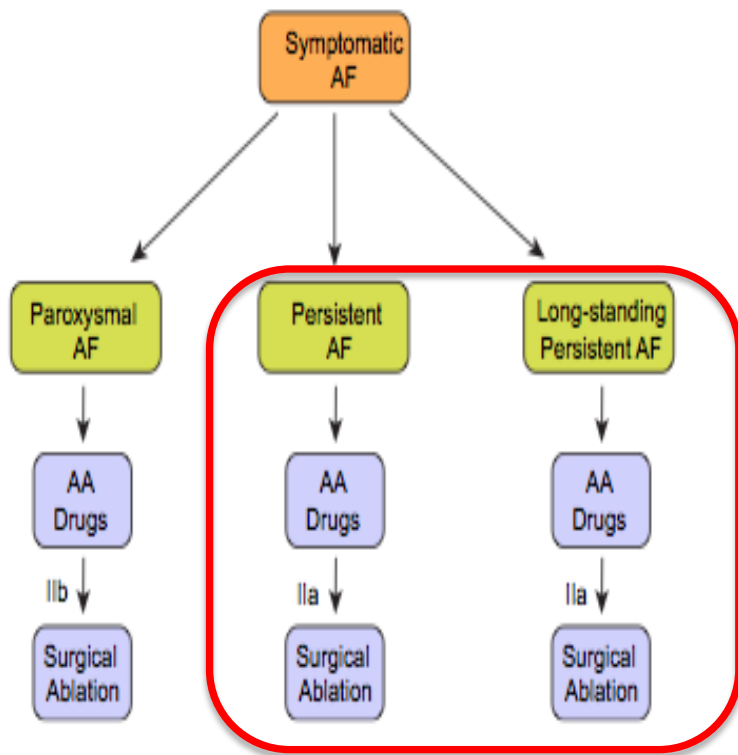 Symptomatic
AF
Paroxysmal
AF
Persistent
AF
Long-standing
Persistent AF
AA
Drugs
AA
Drugs
AA
Drugs
IIb
IIa
IIa
Surgical
Ablation
Surgical
Ablation
Surgical
Ablation